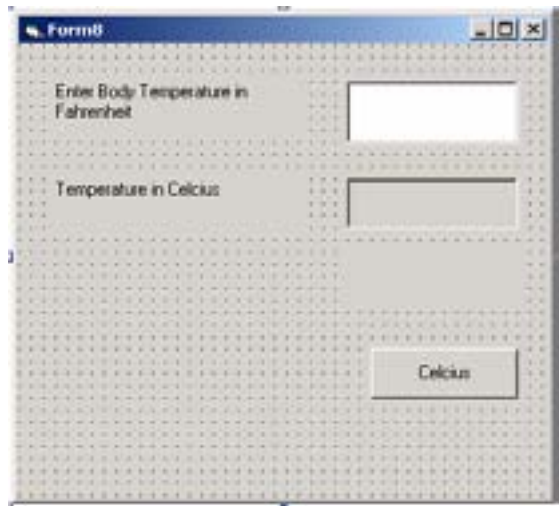 Form8
Enter Body Temperature in
Fahrenheit
Temperature in Celcius
Celcius